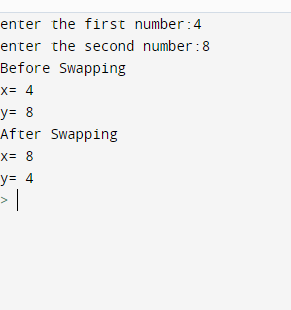 enter the first number:4
enter the second number:8
Before Swapping
x= 4
y= 8
After Swapping
x= 8
y= 4
>